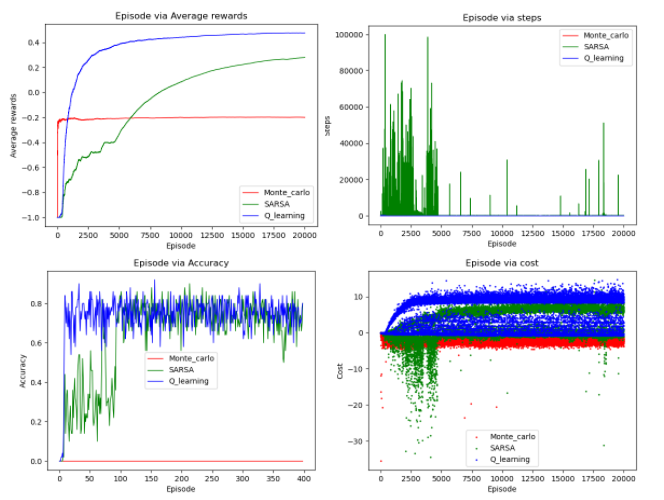 Episode via Average rewards
Average rewards
0.4
0.2
0.0
−0.2
−0.4
−0.6
−0.8
−1.0
Monte_carlo
SARSA
Q_learning
0 2500 5000 7500 10000 12500 15000 17500 20000
Episode
Episode via steps
steps
100000
80000
60000
40000
20000
0
Monte_carlo
SARSA
Q_learning
0 2500 5000 7500 10000 12500 15000 17500 20000
Episode
Episode via Accuracy
Accuracy
0.8
0.6
0.4
0.2
0.0
Monte_carlo
SARSA
Q_learning
0 50 100 150 200 250 300 350 400
Episode
Episode via cost
Cost
10
0
−10
−20
−30
Monte_carlo
SARSA
Q_learning
0 2500 5000 7500 10000 12500 15000 17500 20000
Episode